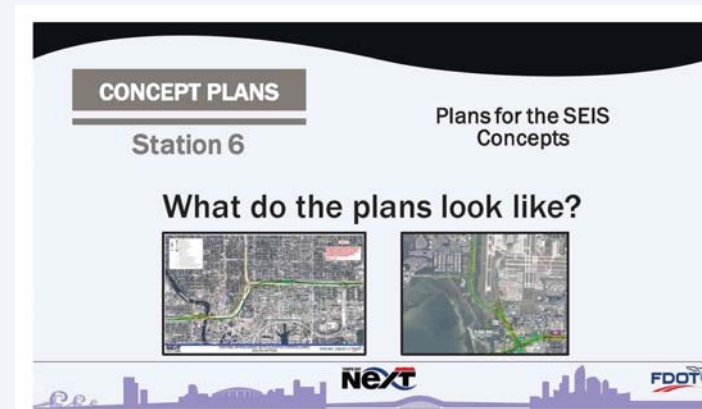 CONCEPT PLANS
Station 6
Plans for the SEIS
Concepts
What do the plans look like?
NEXT
FDOT